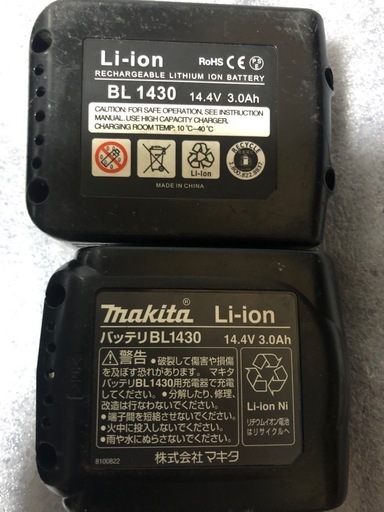 Li-ion RoHS CE PSE
RECHARGEABLE LITHIUM ION BATTERY
BL 1430 14.4V 3.0Ah
CAUTION: FOR SAFE OPERATION, SEE INSTRUCTION
MANUAL. USE HIGH CAPACITY CHARGER.
CHARGING ROOM TEMP; 10℃-40℃
Li-ion
RECYCLE
1.800.822.8837
MADE IN CHINA
makita Li-ion
バッテリBL1430 14.4V 3.0Ah
警告 ●破裂して傷害や損傷
を及ぼす恐れがあります。マキタ
バッテリBL1430用充電器で充電
してください。●分解したり、修理、
改造は行なわないでください。
●端子間を短絡させないでください。
●火中に投入しないでください。
●雨や水にぬらさないでください。
Li-ion Ni
リチウムイオン電池
はリサイクルへ
8100B22
株式会社マキタ